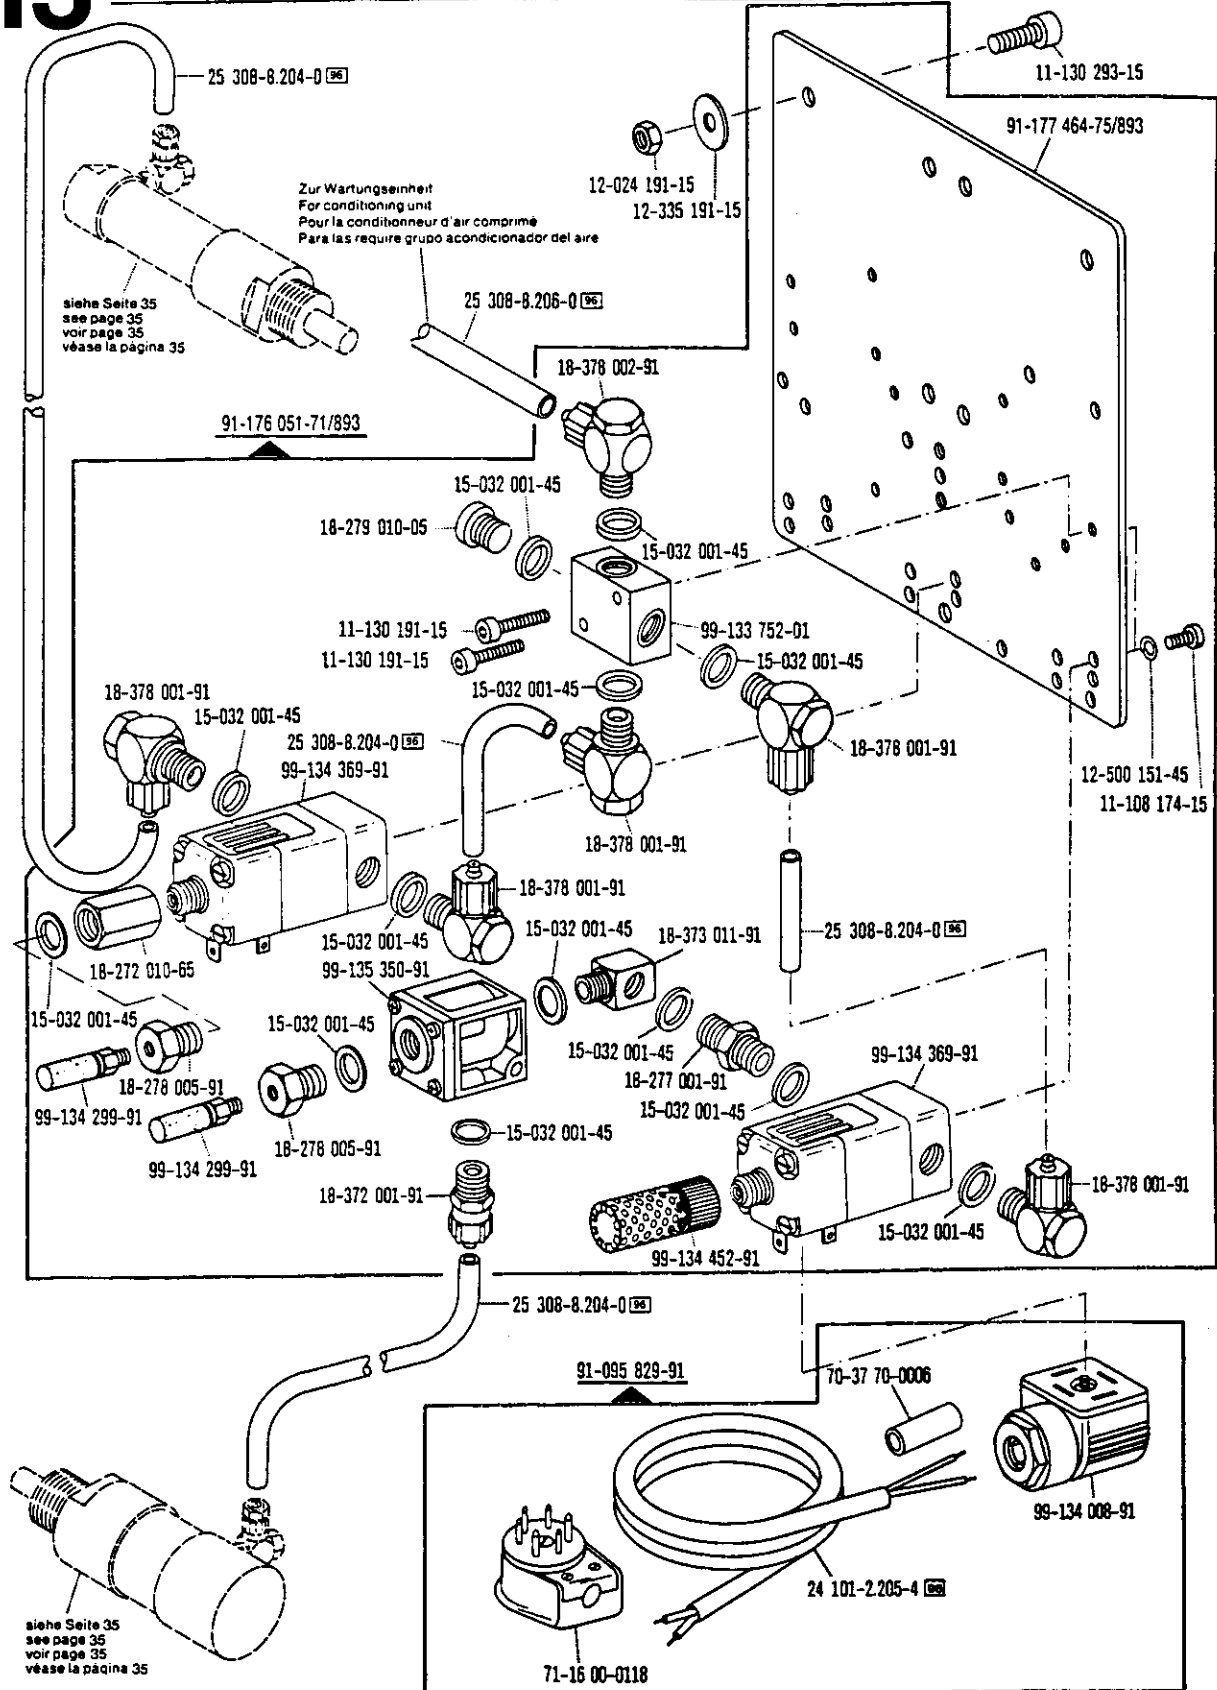 15
25 308-8.204-0 96
11-130 293-15
91-177 464-75/893
12-024 191-15
12-335 191-15
Zur Wartungseinheit
For conditioning unit
Pour la conditionneur d'air comprimé
Para las require grupo acondicionador del aire
siehe Seite 35
see page 35
voir page 35
véase la página 35
25 308-8.206-0 96
18-378 002-91
91-176 051-71/893
15-032 001-45
18-279 010-05
15-032 001-45
11-130 191-15
99-133 752-01
11-130 191-15
15-032 001-45
15-032 001-45
18-378 001-91
15-032 001-45
25 308-8.204-0 96
18-378 001-91
99-134 369-91
12-500 151-45
11-108 174-15
18-378 001-91
18-378 001-91
15-032 001-45
15-032 001-45
18-373 011-91
25 308-8.204-0 96
18-272 010-65
99-135 350-91
15-032 001-45
15-032 001-45
15-032 001-45
99-134 369-91
18-278 005-91
18-277 001-91
99-134 299-91
15-032 001-45
15-032 001-45
18-278 005-91
99-134 299-91
18-372 001-91
18-378 001-91
15-032 001-45
99-134 452-91
25 308-8.204-0 96
91-095 829-91
70-37 70-0006
99-134 008-91
24 101-2.205-4 96
siehe Seite 35
see page 35
voir page 35
véase la página 35
71-16 00-0118